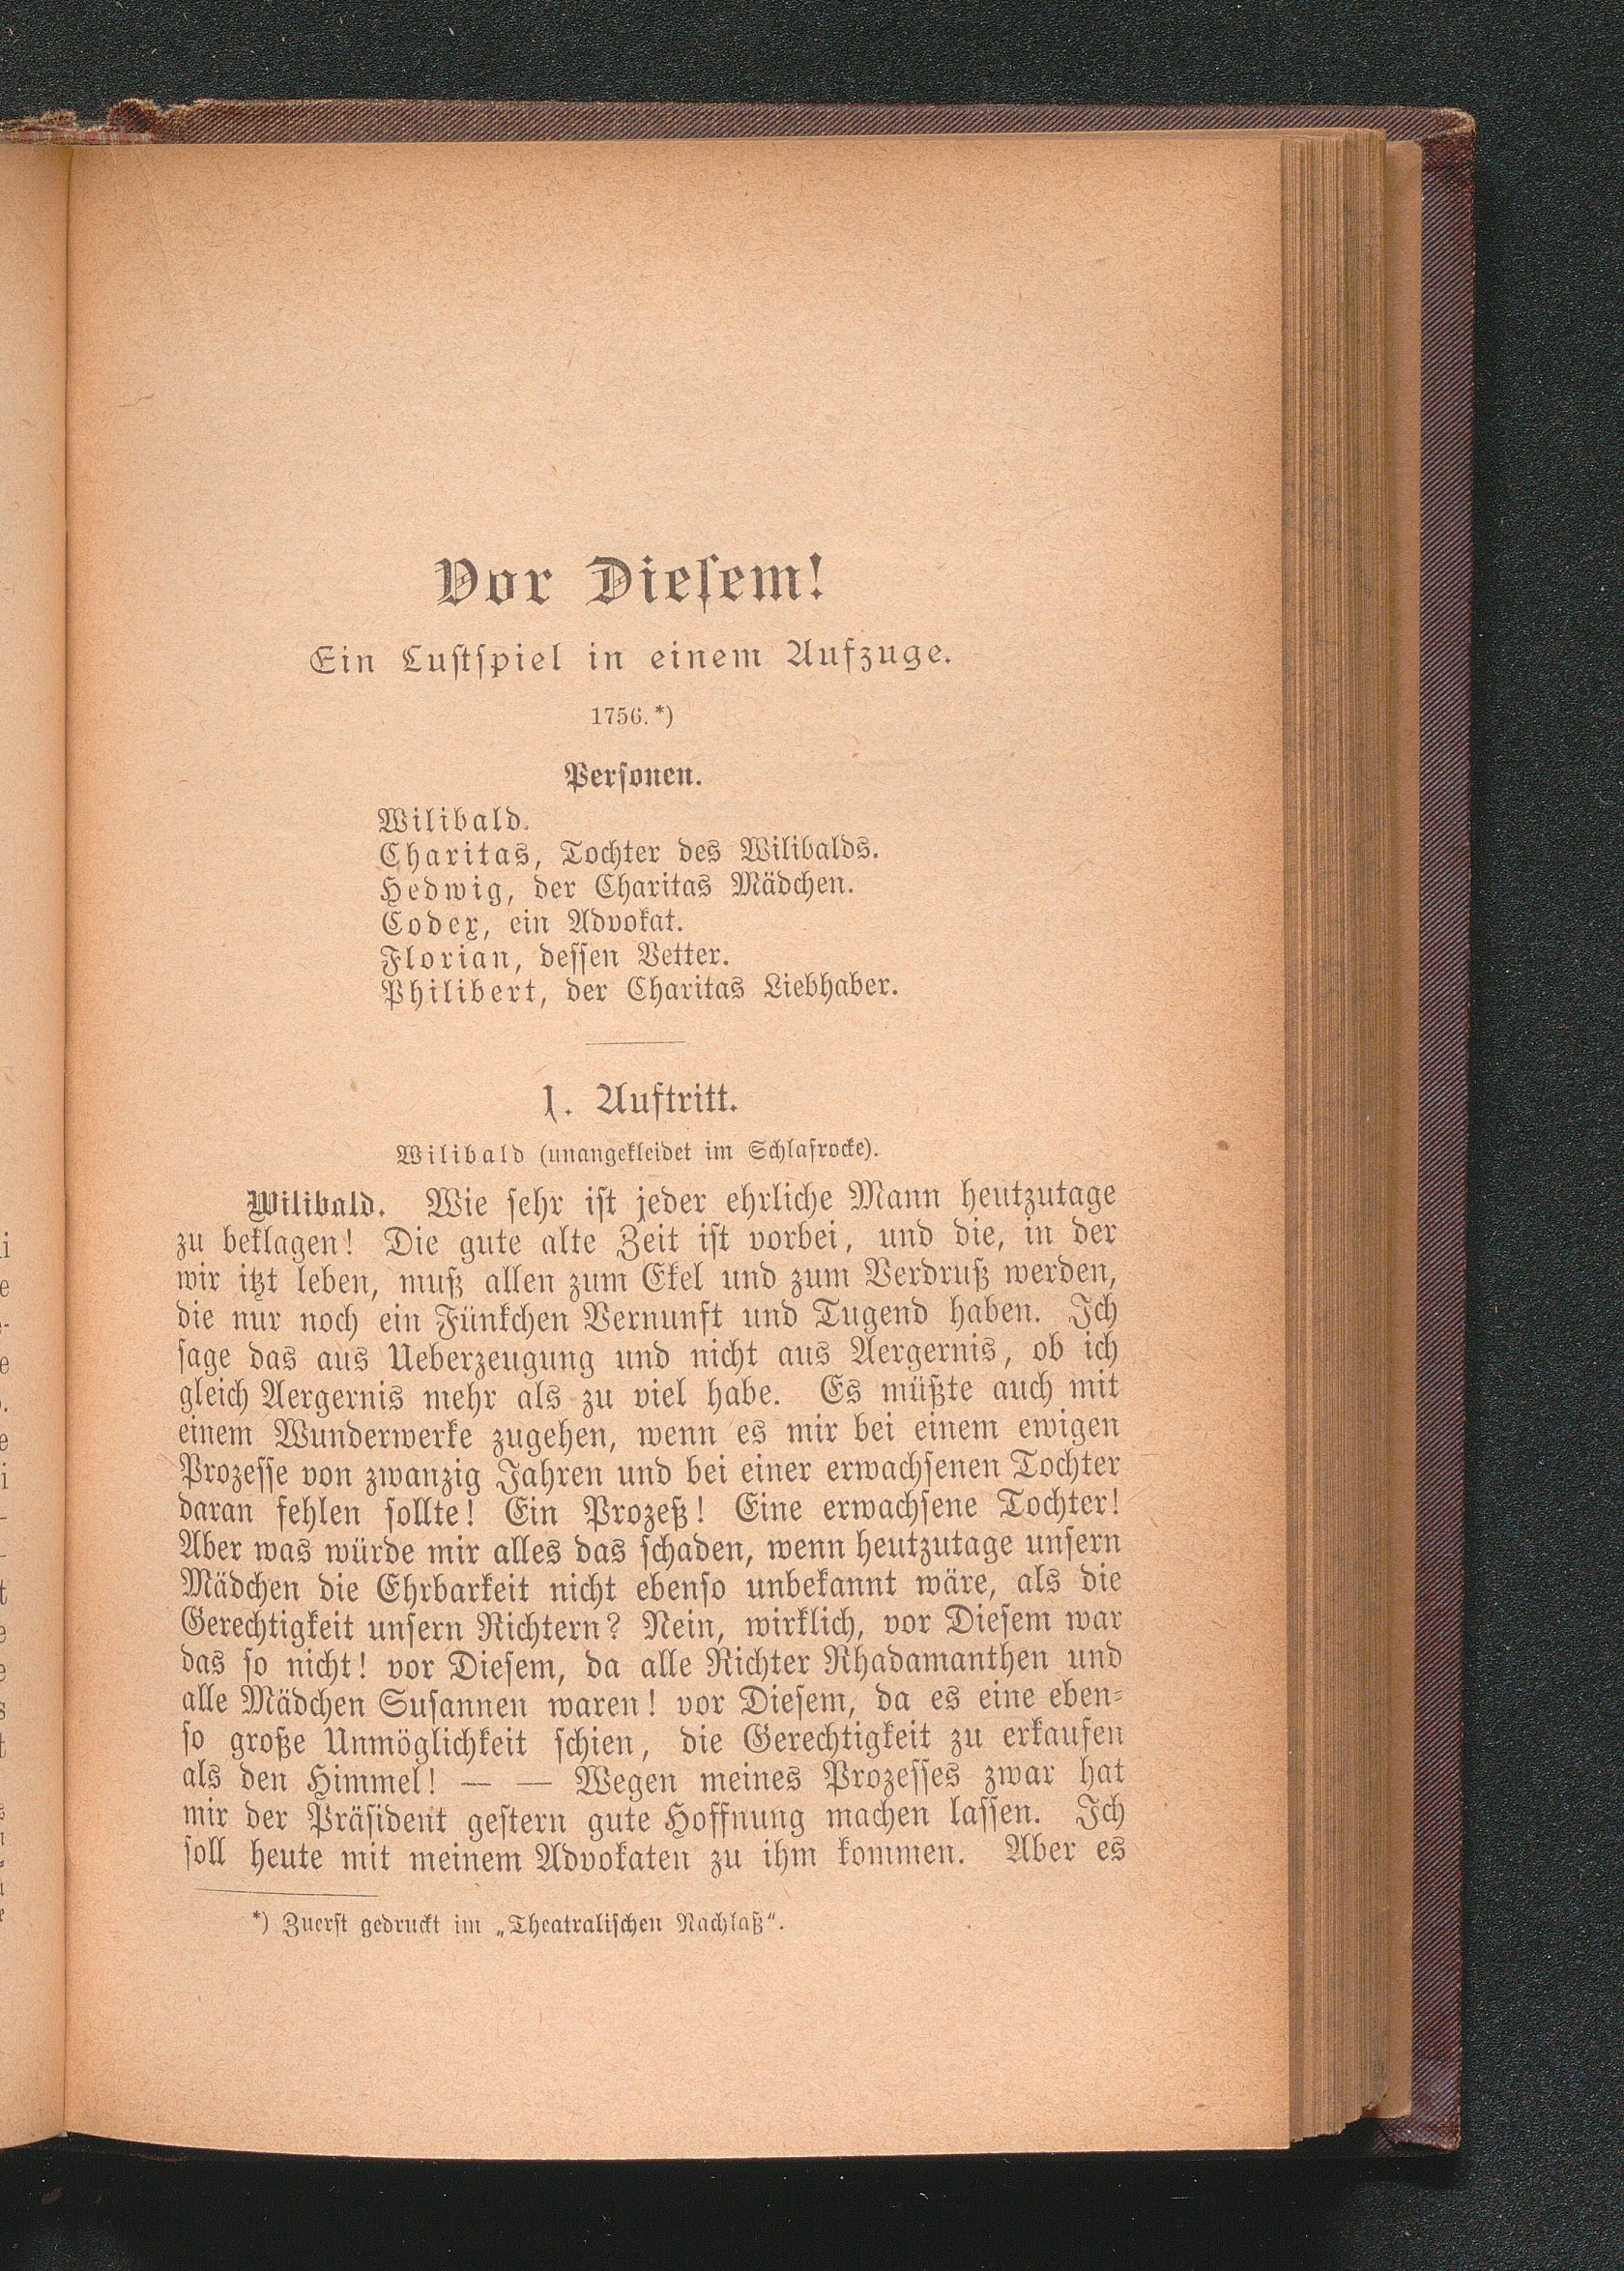 Vor Dieſem!
Ein Luſtſpiel in einem Aufzuge.
1756.*)
Perſonen.
Wilibald.
Charitas, Tochter des Wilibalds.
Hedwig, der Charitas Mädchen.
Codex, ein Advokat.
Florian, deſſen Vetter.
Philibert, der Charitas Liebhaber.
1. Auftritt.
Wilibald (unangekleidet im Schlafrocke).
Wilibald. Wie ſehr iſt jeder ehrliche Mann heutzutage
zu beklagen! Die gute alte Zeit iſt vorbei, und die, in der
wir itzt leben, muß allen zum Ekel und zum Verdruß werden,
die nur noch ein Fünkchen Vernunft und Tugend haben. Ich
ſage das aus Ueberzeugung und nicht aus Aergernis, ob ich
gleich Aergernis mehr als zu viel habe. Es müßte auch mit
einem Wunderwerke zugehen, wenn es mir bei einem ewigen
Prozeſſe von zwanzig Jahren und bei einer erwachſenen Tochter
daran fehlen ſollte! Ein Prozeß! Eine erwachſene Tochter!
Aber was würde mir alles das ſchaden, wenn heutzutage unſern
Mädchen die Ehrbarkeit nicht ebenſo unbekannt wäre, als die
Gerechtigkeit unſern Richtern? Nein, wirklich, vor Dieſem war
das ſo nicht! vor Dieſem, da alle Richter Rhadamanthen und
alle Mädchen Suſannen waren! vor Dieſem, da es eine eben⸗
ſo große Unmöglichkeit ſchien, die Gerechtigkeit zu erkaufen
als den Himmel! — — Wegen meines Prozeſſes zwar hat
mir der Präſident geſtern gute Hoffnung machen laſſen. Ich
ſoll heute mit meinem Advokaten zu ihm kommen. Aber es
*) Zuerſt gedruckt im „Theatraliſchen Nachlaß“.